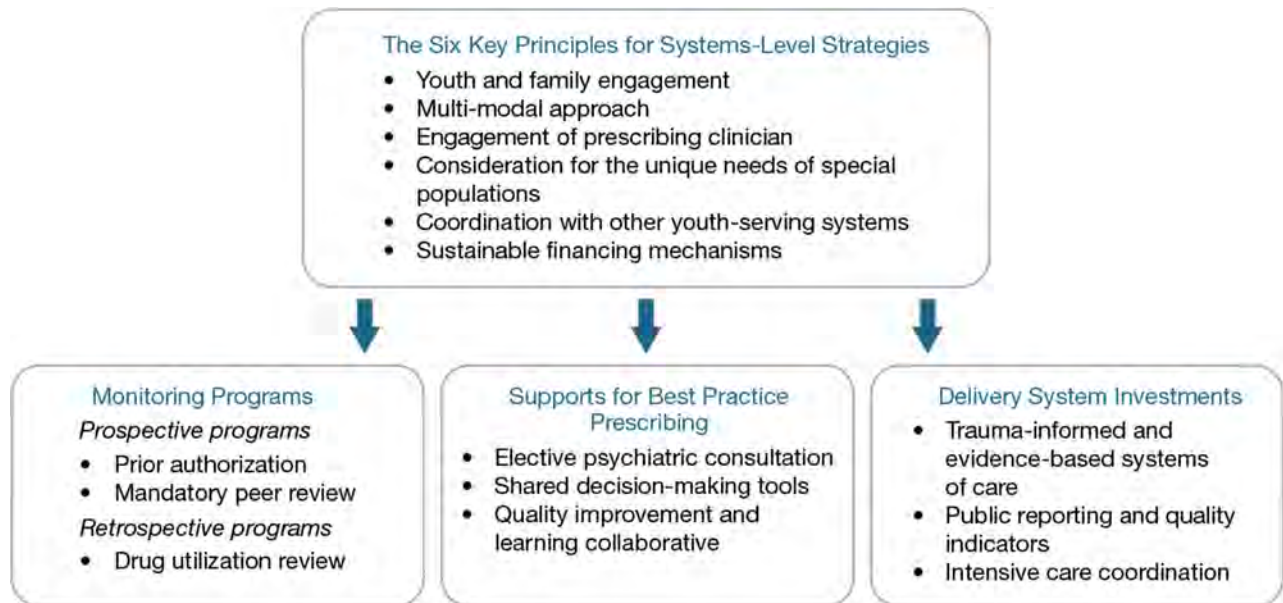 The Six Key Principles for Systems-Level Strategies
• Youth and family engagement
• Multi-modal approach
• Engagement of prescribing clinician
• Consideration for the unique needs of special
populations
• Coordination with other youth-serving systems
• Sustainable financing mechanisms
Monitoring Programs
Prospective programs
• Prior authorization
• Mandatory peer review
Retrospective programs
• Drug utilization review
Supports for Best Practice
Prescribing
• Elective psychiatric consultation
• Shared decision-making tools
• Quality improvement and
learning collaborative
Delivery System Investments
• Trauma-informed and
evidence-based systems
of care
• Public reporting and quality
indicators
• Intensive care coordination